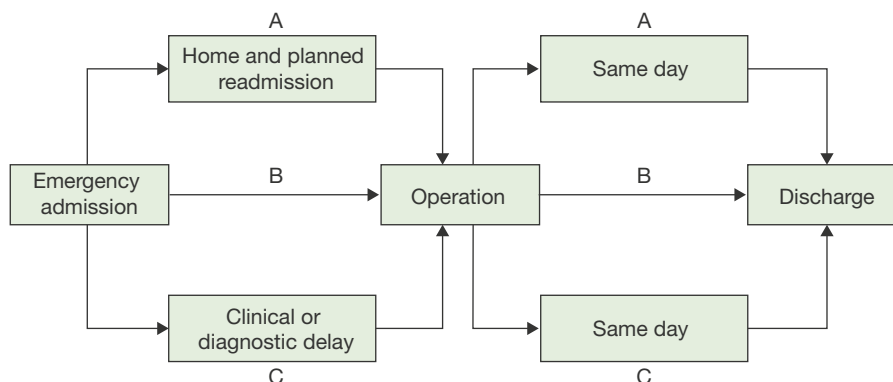 A
Home and planned
readmission
A
Same day
Emergency
admission
B
Operation
B
Discharge
Clinical or
diagnostic delay
C
Same day
C